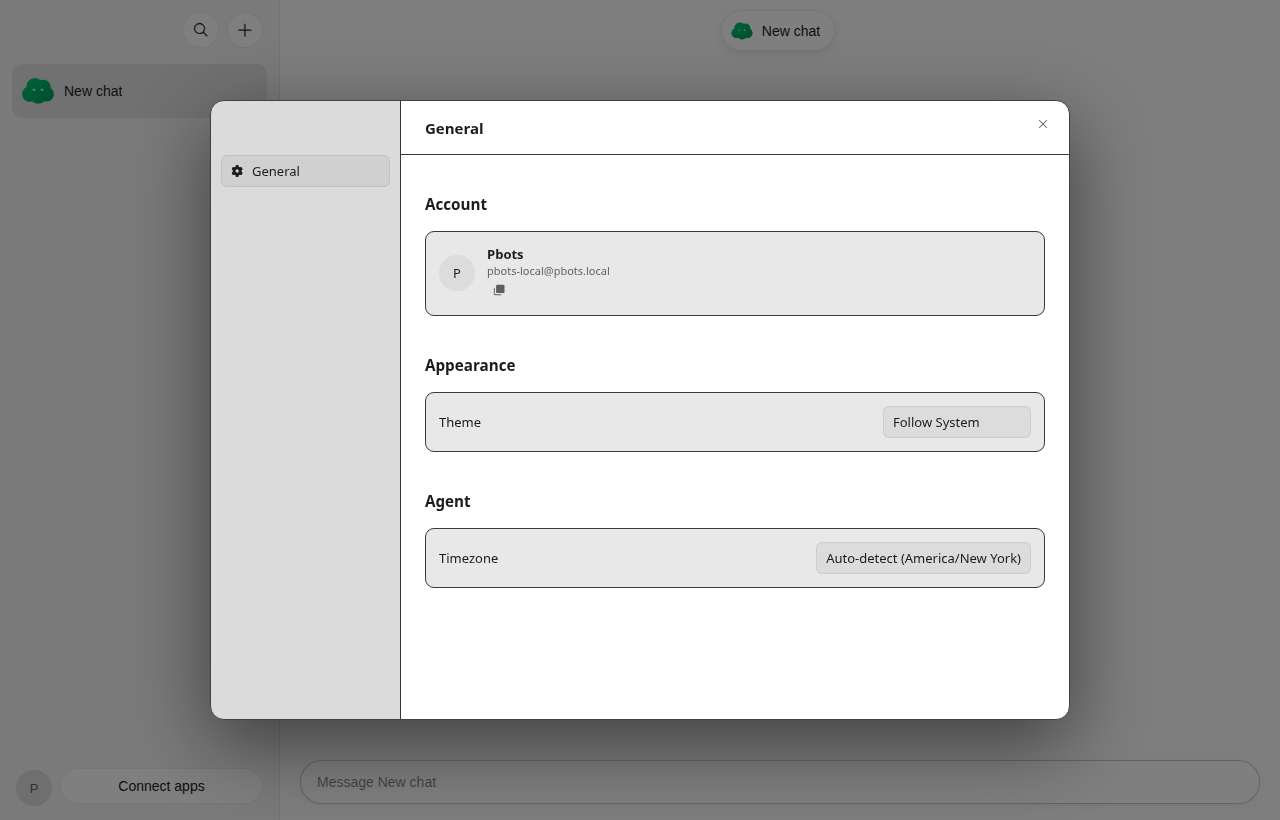 New chat
New chat
General
General
Account
P
Pbots
pbots-local@pbots.local
Appearance
Theme
Follow System
Agent
Timezone
Auto-detect (America/New York)
P
Connect apps
Message New chat